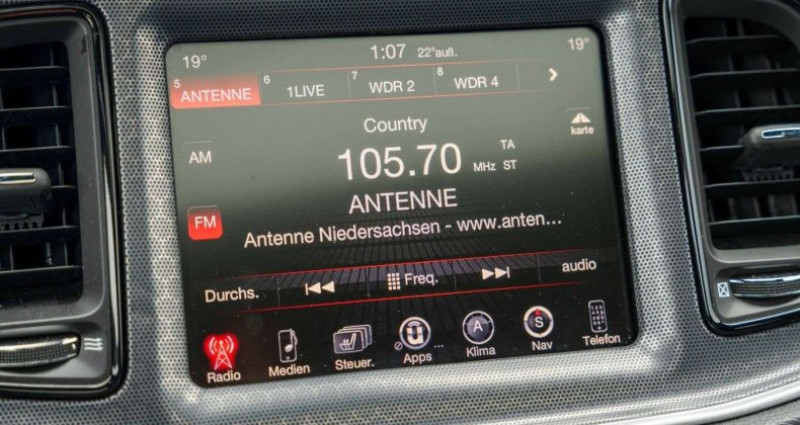 19° 1:07 22°auß. 19°
5 ANTENNE 6 1LIVE 7 WDR 2 8 WDR 4
Country
karte
AM 105.70 MHz TA ST
FM ANTENNE
Antenne Niedersachsen - www.anten...
Durchs. Freq. audio
Radio Medien Steuer. Apps ... A Klima S Nav Telefon